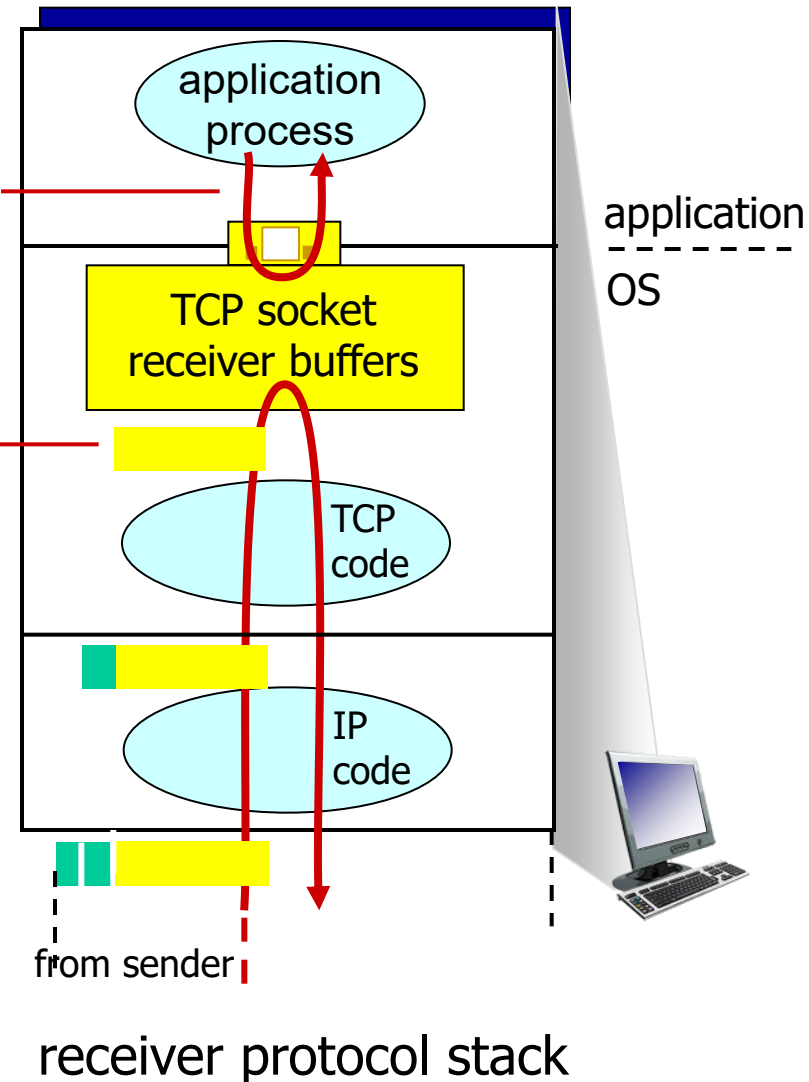 application
process
application
OS
TCP socket
receiver buffers
TCP
code
IP
code
from sender
receiver protocol stack